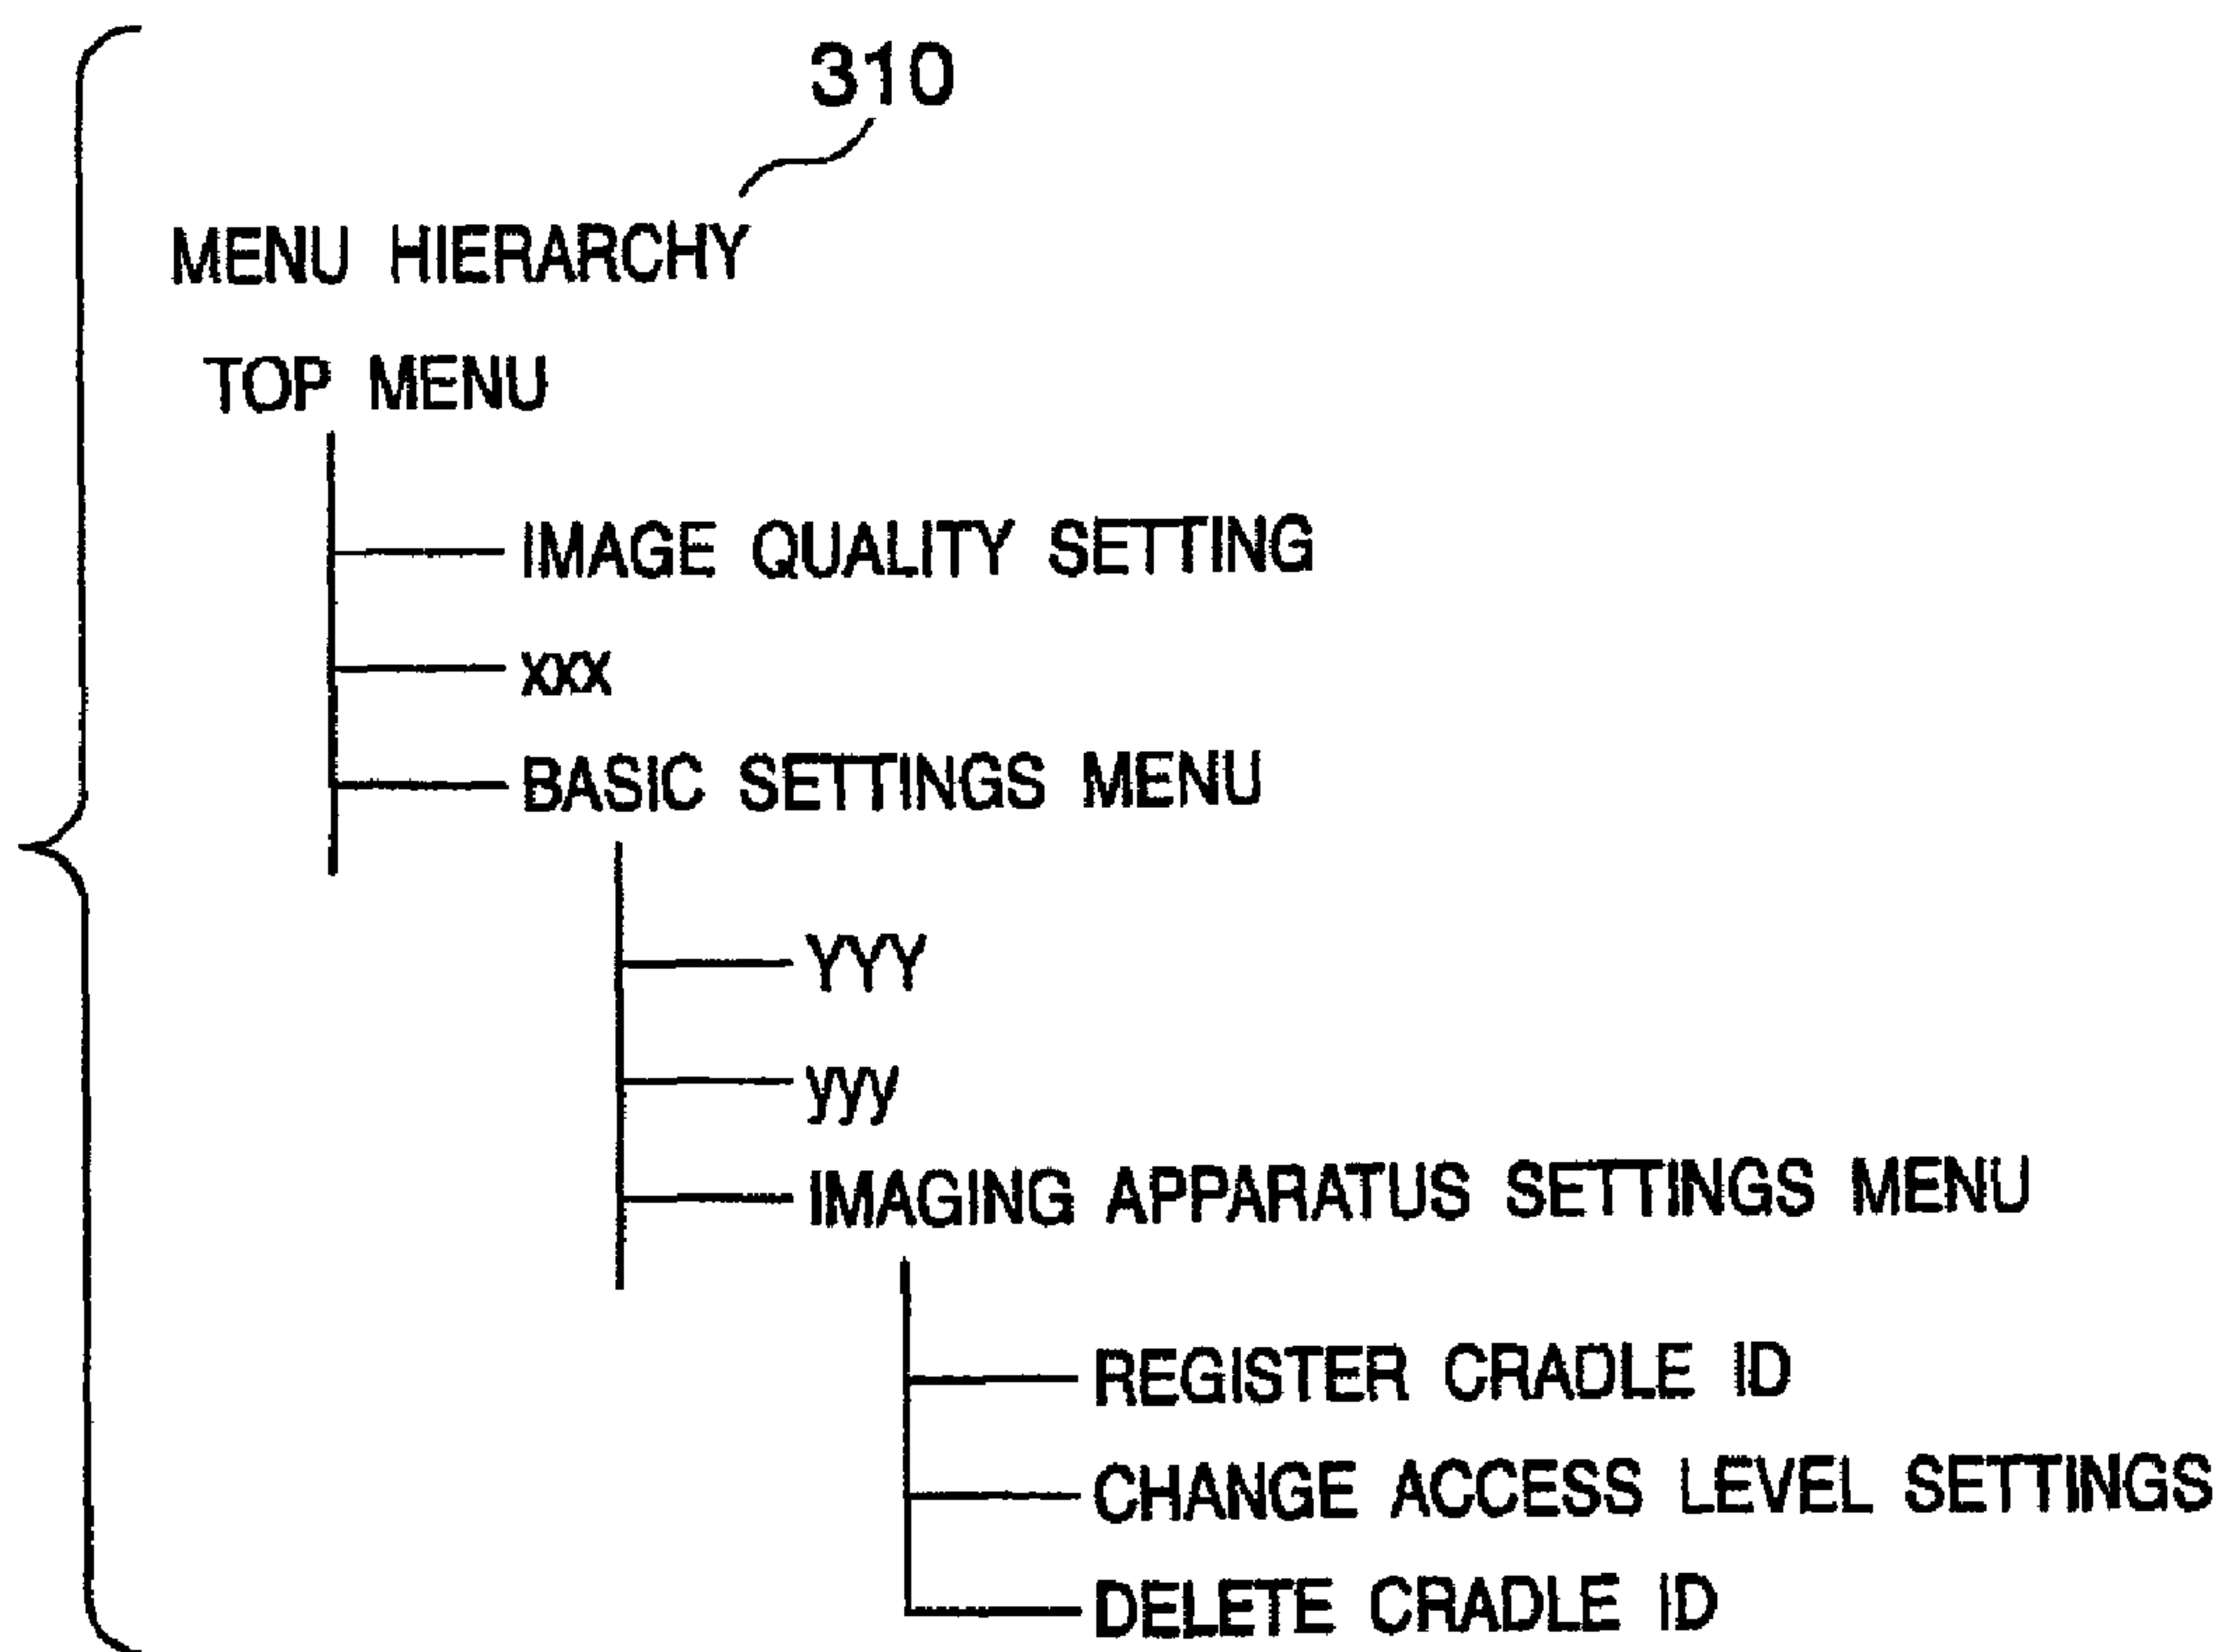 310
MENU HIERARCHY
TOP MENU
IMAGE QUALITY SETTING
xxx
BASIC SETTINGS MENU
YYY
yyy
IMAGING APPARATUS SETTINGS MENU
REGISTER CRADLE ID
CHANGE ACCESS LEVEL SETTINGS
DELETE CRADLE ID